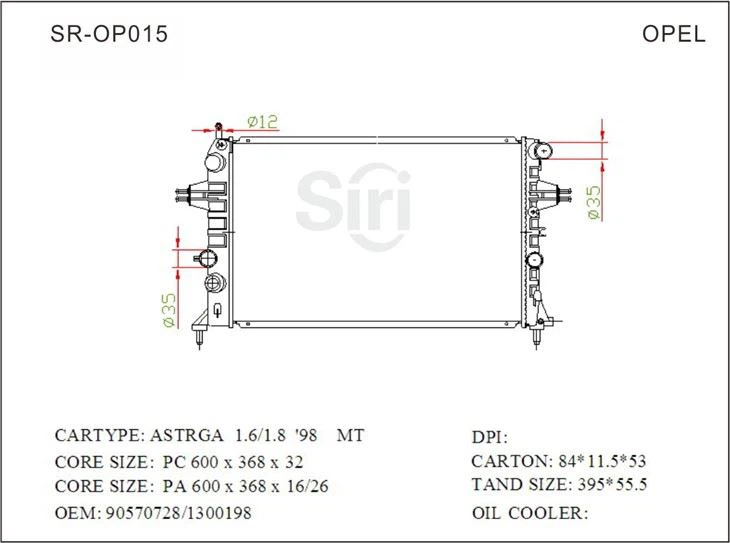 SR-OP015
OPEL
ø12
Siri
ø35
ø35
CARTYPE: ASTRGA 1.6/1.8 '98 MT
CORE SIZE: PC 600 x 368 x 32
CORE SIZE: PA 600 x 368 x 16/26
OEM: 90570728/1300198
DPI:
CARTON: 84*11.5*53
TAND SIZE: 395*55.5
OIL COOLER: